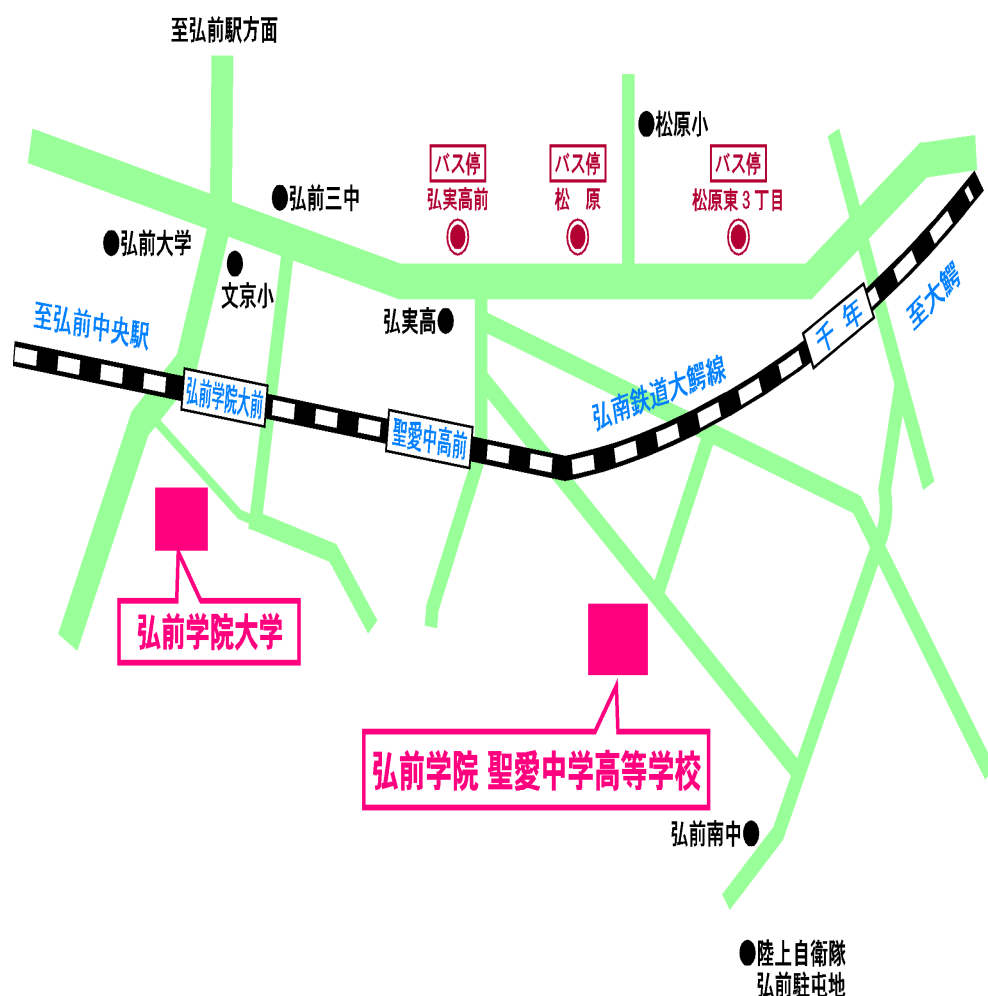 至弘前駅方面
松原小
バス停
弘実高前
バス停
松 原
バス停
松原東3丁目
弘前三中
弘前大学
文京小
弘実高
至弘前中央駅
至大鰐
千 年
弘南鉄道大鰐線
弘前学院大前
聖愛中高前
弘前学院大学
弘前学院 聖愛中学高等学校
弘前南中
陸上自衛隊
弘前駐屯地